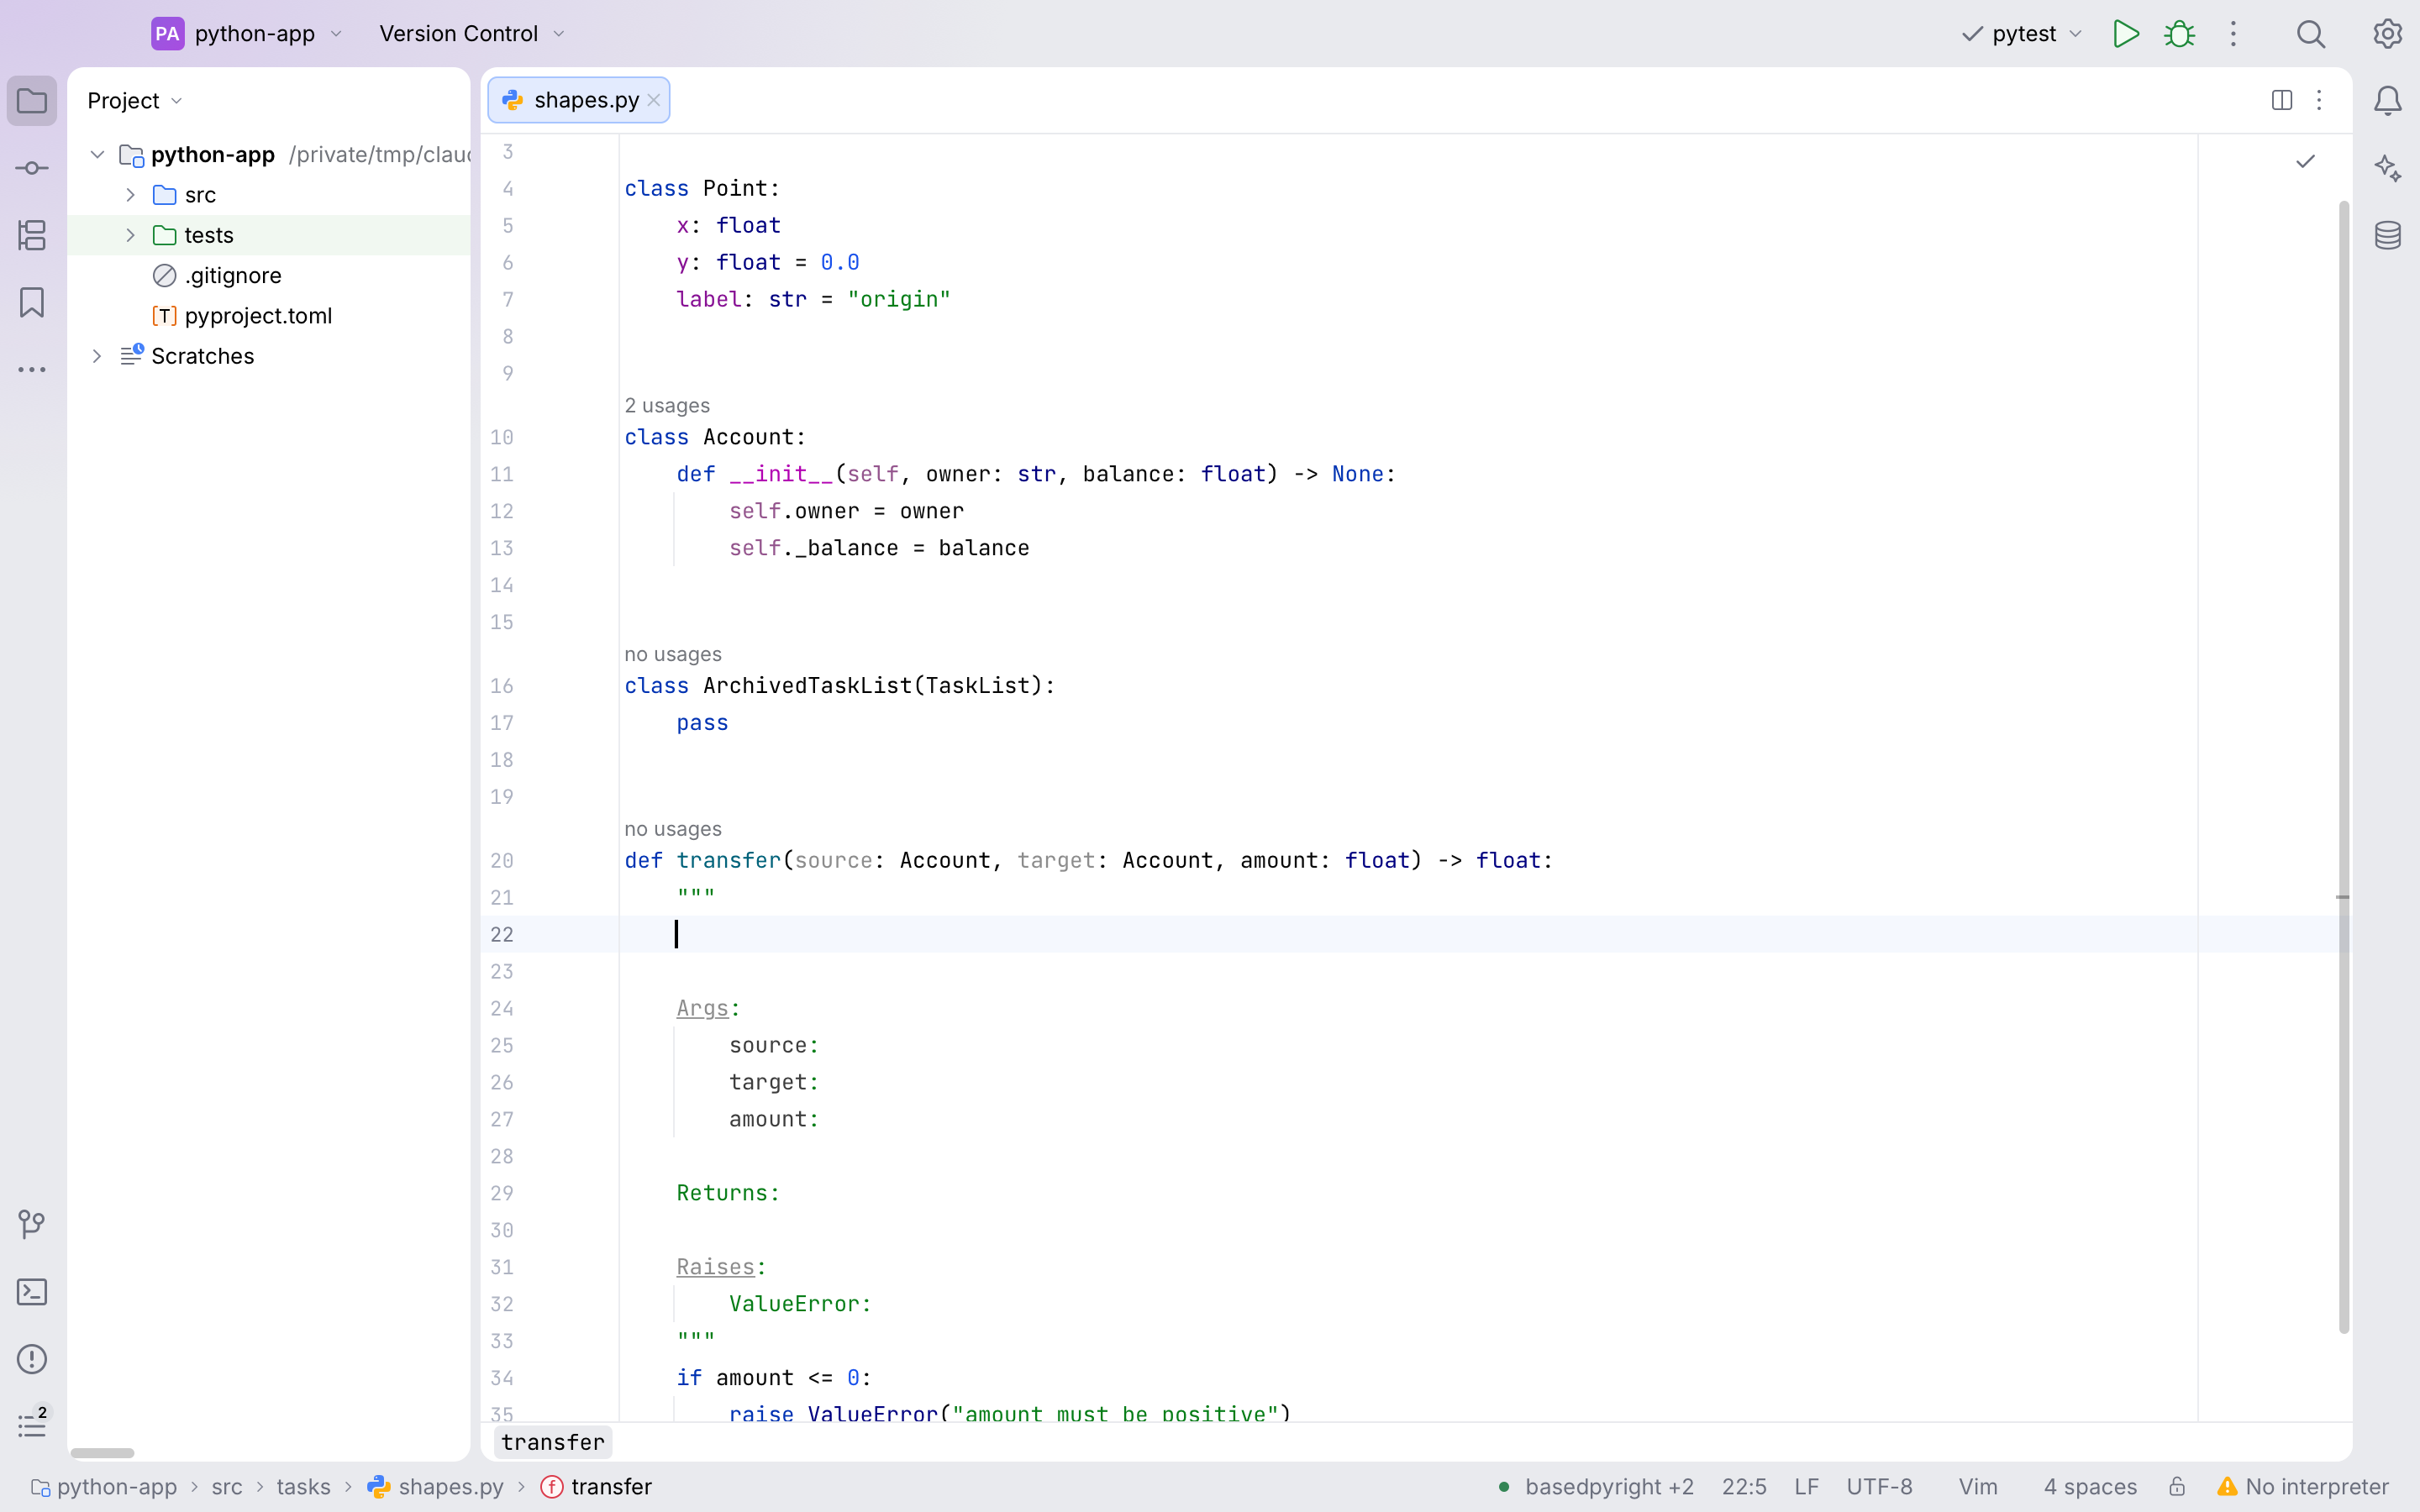 PA python-app Version Control pytest
Project
shapes.py
python-app /private/tmp/clauc
src
tests
.gitignore
[T] pyproject.toml
Scratches
3
4 class Point:
5 x: float
6 y: float = 0.0
7 label: str = "origin"
8
9
2 usages
10 class Account:
11 def __init__(self, owner: str, balance: float) -> None:
12 self.owner = owner
13 self._balance = balance
14
15
no usages
16 class ArchivedTaskList(TaskList):
17 pass
18
19
no usages
20 def transfer(source: Account, target: Account, amount: float) -> float:
21 """
22
23
24 Args:
25 source:
26 target:
27 amount:
28
29 Returns:
30
31 Raises:
32 ValueError:
33 """
34 if amount <= 0:
35 raise ValueError("amount must be positive")
2
transfer
python-app > src > tasks > shapes.py > f transfer
basedpyright +2 22:5 LF UTF-8 Vim 4 spaces No interpreter